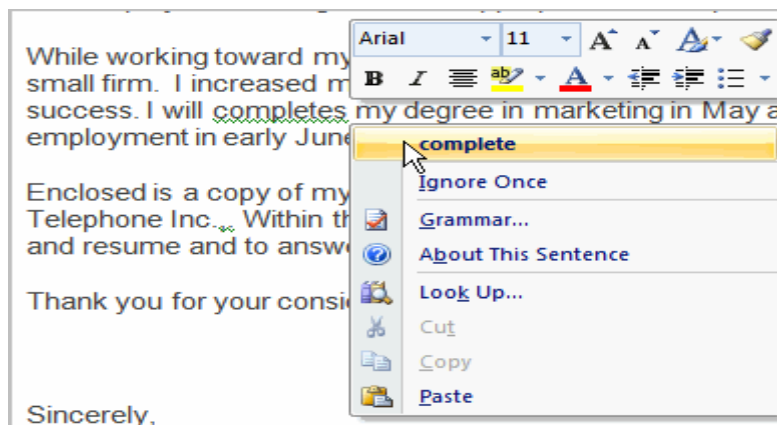 Arial 11 A A A
While working toward my
B I ab A
small firm. I increased m
success. I will completes my degree in marketing in May a
employment in early June
complete
Ignore Once
Enclosed is a copy of my
Telephone Inc., Within th
Grammar...
and resume and to answe
About This Sentence
Look Up...
Thank you for your consi
Cut
Copy
Paste
Sincerely,